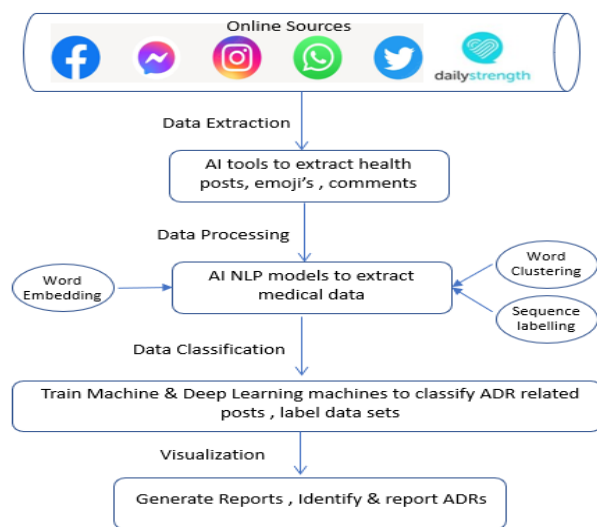 Online Sources
dailystrength
Data Extraction
AI tools to extract health
posts, emoji's , comments
Data Processing
Word
Embedding
AI NLP models to extract
medical data
Word
Clustering
Sequence
labelling
Data Classification
Train Machine & Deep Learning machines to classify ADR related
posts , label data sets
Visualization
Generate Reports , Identify & report ADRs